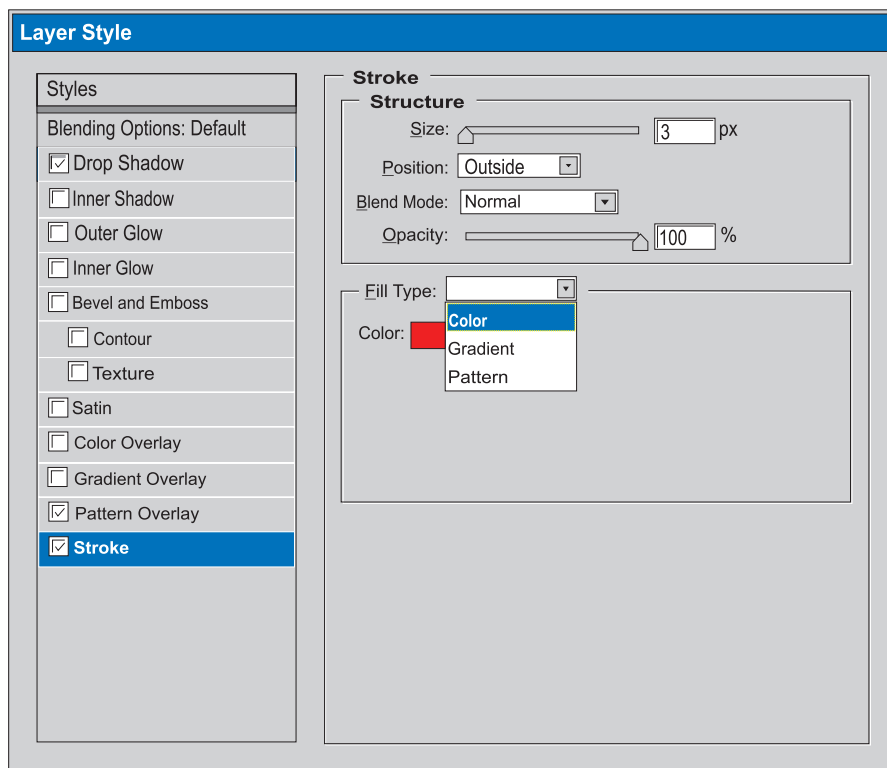 Layer Style
Styles
Blending Options: Default
Drop Shadow
Inner Shadow
Outer Glow
Inner Glow
Bevel and Emboss
Contour
Texture
Satin
Color Overlay
Gradient Overlay
Pattern Overlay
Stroke
Stroke
Structure
Size: 3 px
Position: Outside
Blend Mode: Normal
Opacity: 100 %
Fill Type:
Color:
Color
Gradient
Pattern